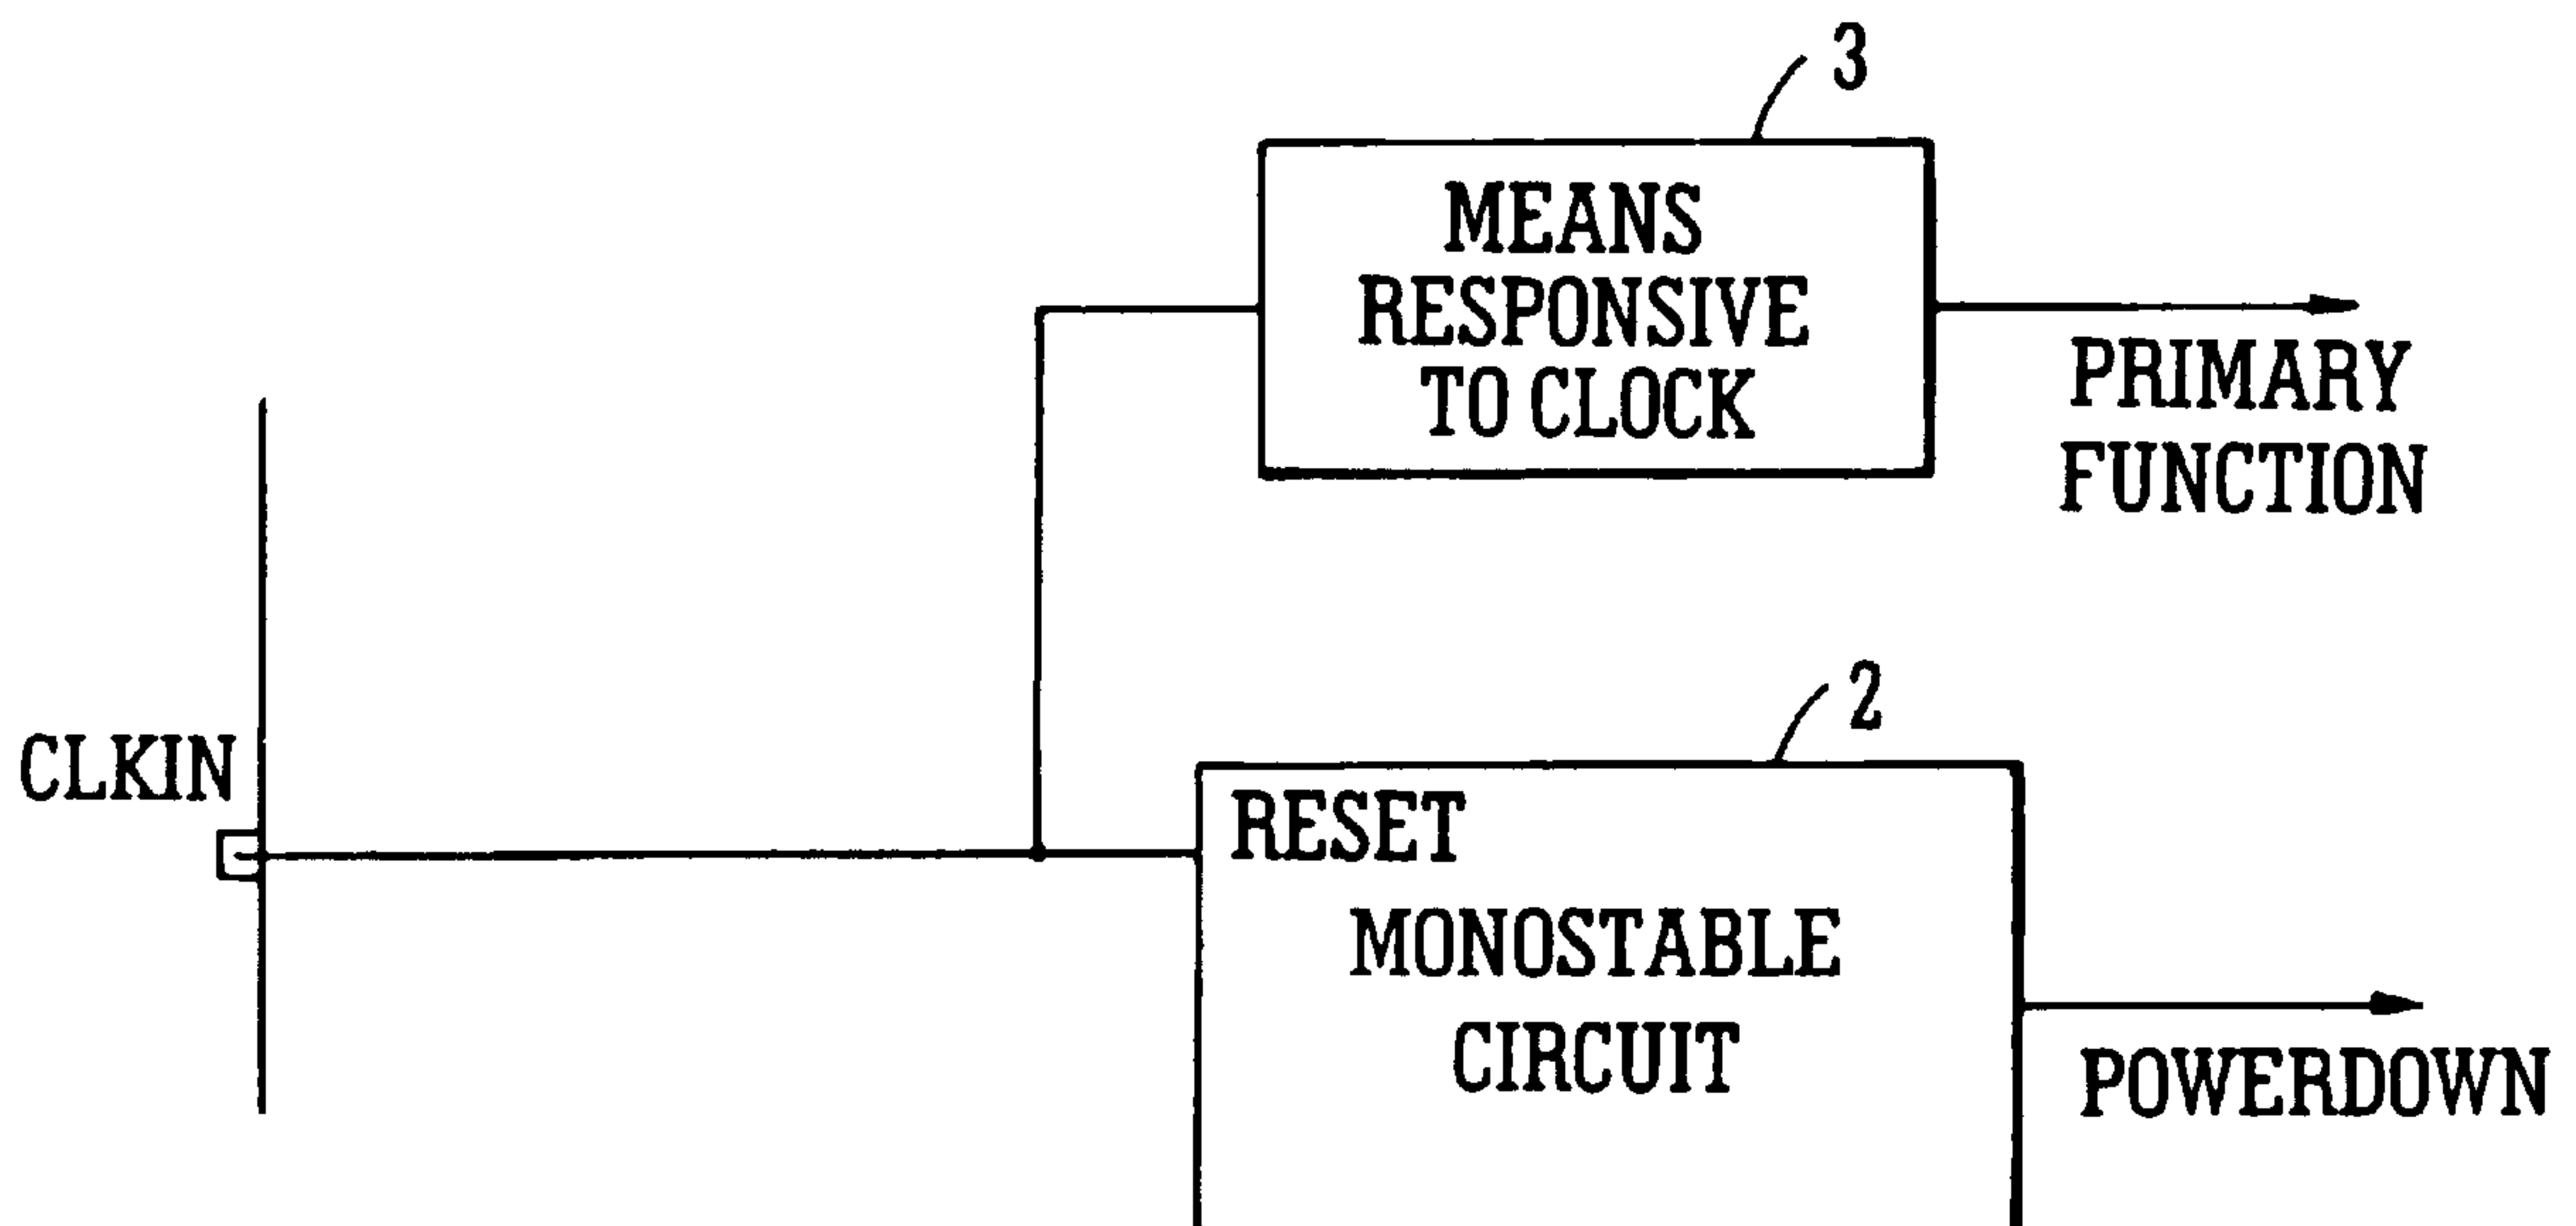 3
MEANS
RESPONSIVE
TO CLOCK
PRIMARY
FUNCTION
2
CLKIN
RESET
MONOSTABLE
CIRCUIT
POWERDOWN